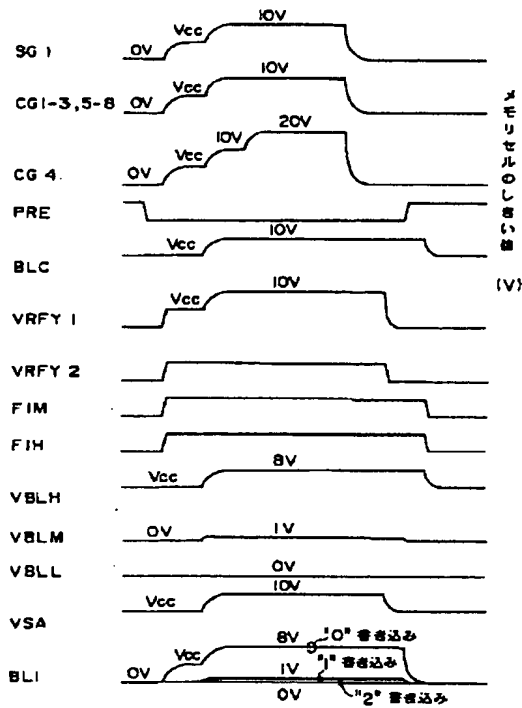 10V
Vcc
0V
SG 1
10V
Vcc
0V
CG1-3,5-8
20V
10V
Vcc
0V
CG 4
PRE
10V
Vcc
BLC
10V
Vcc
VRFY 1
VRFY 2
FIM
FIH
8V
Vcc
VBLH
0V
1V
VBLM
0V
VBLL
10V
Vcc
VSA
8V
"0" 書き込み
Vcc
1V
"1" 書き込み
0V
BL1
0V
"2" 書き込み
メモリセルのしきい値
(V)